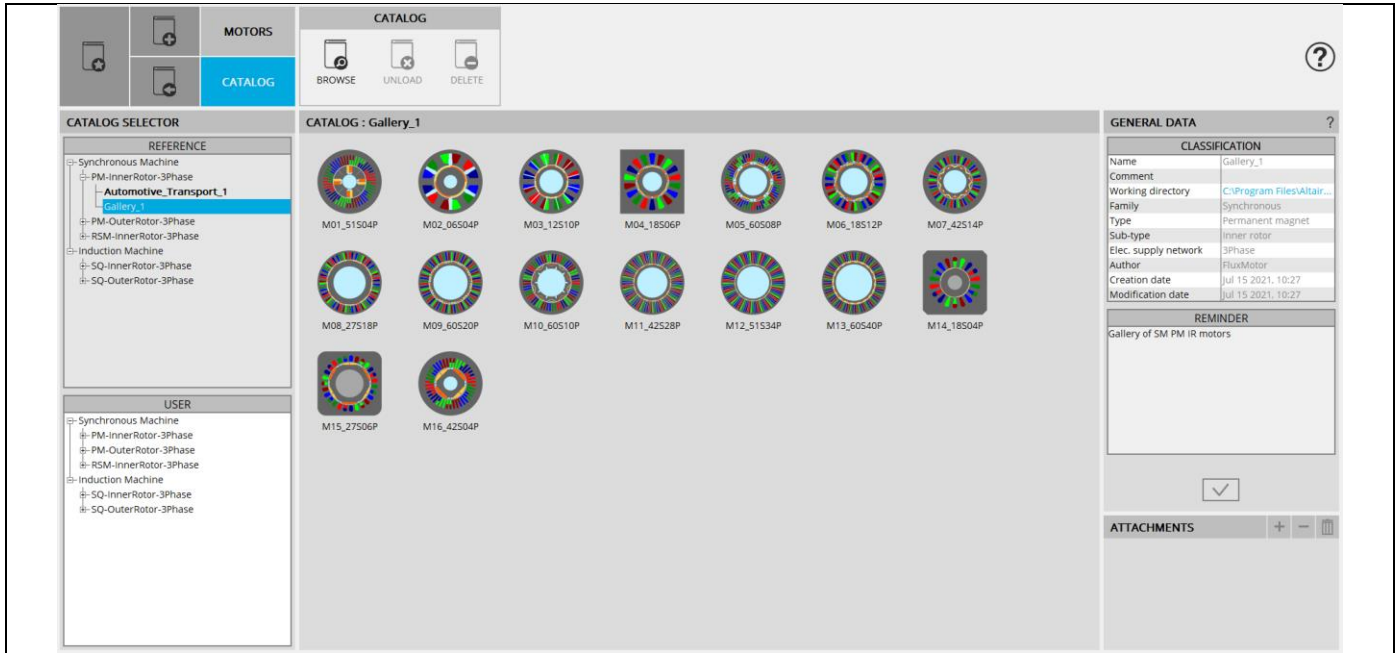 MOTORS
CATALOG
CATALOG
BROWSE
UNLOAD
DELETE
?
CATALOG SELECTOR
REFERENCE
Synchronous Machine
PM-InnerRotor-3Phase
Automotive_Transport_1
Gallery_1
PM-OuterRotor-3Phase
RSM-InnerRotor-3Phase
Induction Machine
SQ-InnerRotor-3Phase
SQ-OuterRotor-3Phase
USER
Synchronous Machine
PM-InnerRotor-3Phase
PM-OuterRotor-3Phase
RSM-InnerRotor-3Phase
Induction Machine
SQ-InnerRotor-3Phase
SQ-OuterRotor-3Phase
CATALOG : Gallery_1
M01_51S04P M02_06S04P M03_12S10P M04_18S06P M05_60S08P M06_18S12P M07_42S14P
M08_27S18P M09_60S20P M10_60S10P M11_42S28P M12_51S34P M13_60S40P M14_18S04P
M15_27S06P M16_42S04P
GENERAL DATA ?
CLASSIFICATION
Name Gallery_1
Comment
Working directory C:\Program Files\Altair...
Family Synchronous
Type Permanent magnet
Sub-type Inner rotor
Elec. supply network 3Phase
Author FluxMotor
Creation date Jul 15 2021, 10:27
Modification date Jul 15 2021, 10:27
REMINDER
Gallery of SM PM IR motors
ATTACHMENTS